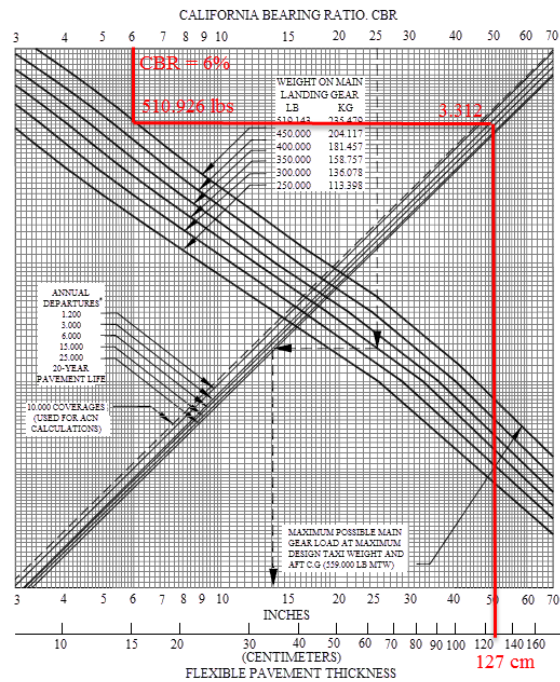 CALIFORNIA BEARING RATIO. CBR
3 4 5 6 7 8 9 10 15 20 25 30 40 50 60 70
CBR = 6%
510.926 lbs
3.312
WEIGHT ON MAIN
LANDING GEAR
LB KG
519.143 235.479
450.000 204.117
400.000 181.457
350.000 158.757
300.000 136.078
250.000 113.398
ANNUAL
DEPARTURES*
1.200
3.000
6.000
15.000
25.000
20-YEAR
PAVEMENT LIFE
10.000 COVERAGES
(USED FOR ACN
CALCULATIONS)
MAXIMUM POSSIBLE MAIN
GEAR LOAD AT MAXIMUM
DESIGN TAXI WEIGHT AND
AFT C.G (559.000 LB MTW)
3 4 5 6 7 8 9 10 15 20 25 30 40 50 60 70
INCHES
10 15 20 30 40 50 60 70 80 90 100 120 140 160
(CENTIMETERS)
127 cm
FLEXIBLE PAVEMENT THICKNESS